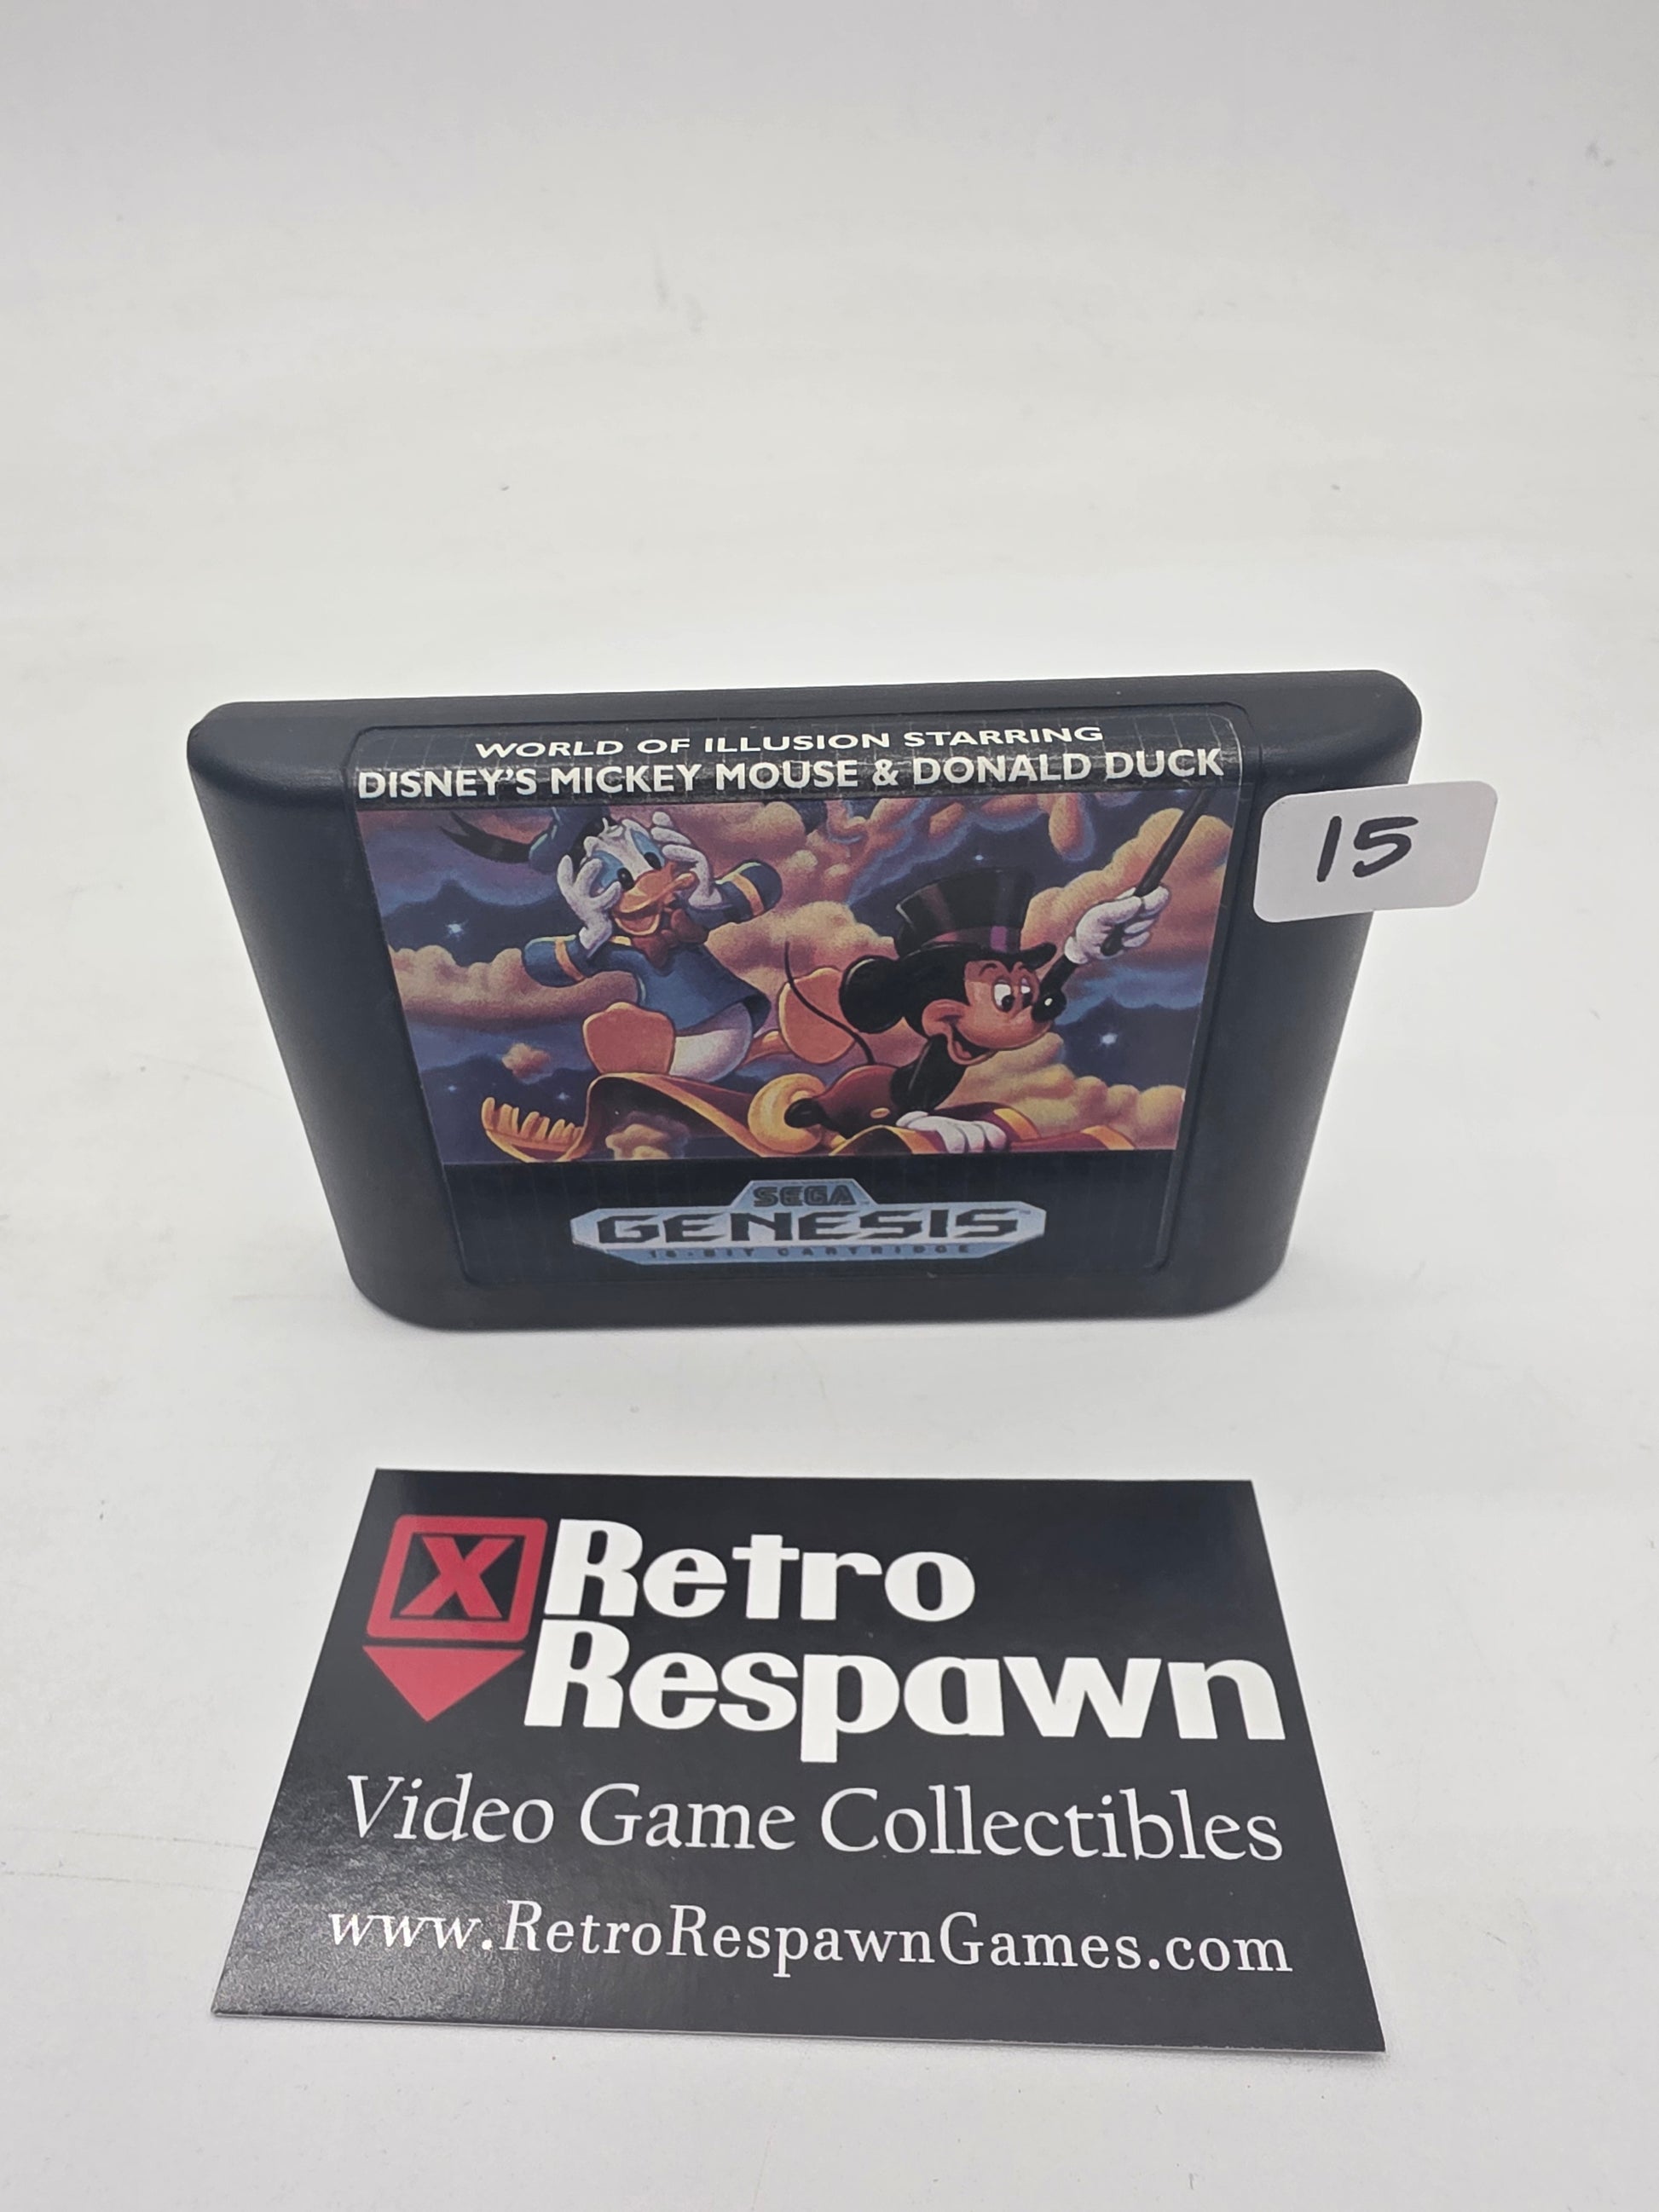 WORLD OF ILLUSION STARRING
DISNEY'S MICKEY MOUSE & DONALD DUCK
15
SEGA
GENESIS™
16-BIT CARTRIDGE
X Retro
Respawn
Video Game Collectibles
www.RetroRespawnGames.com